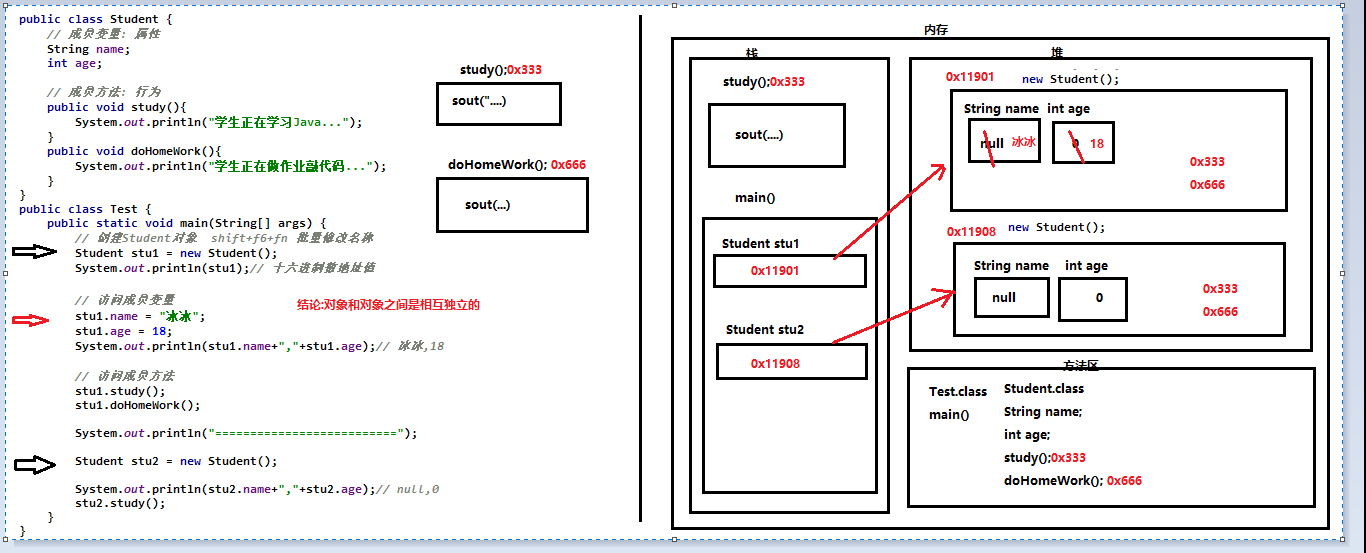 public class Student {
// 成员变量: 属性
String name;
int age;
// 成员方法: 行为
public void study(){
System.out.println("学生正在学习Java...");
}
public void doHomeWork(){
System.out.println("学生正在做作业敲代码...");
}
}
public class Test {
public static void main(String[] args) {
// 创建Student对象 shift+f6+fn 批量修改名称
Student stu1 = new Student();
System.out.println(stu1);// 十六进制数地址值
// 访问成员变量
stu1.name = "冰冰";
stu1.age = 18;
System.out.println(stu1.name+","+stu1.age);// 冰冰,18
// 访问成员方法
stu1.study();
stu1.doHomeWork();
System.out.println("==========================");
Student stu2 = new Student();
System.out.println(stu2.name+","+stu2.age);// null,0
stu2.study();
}
}
结论:对象和对象之间是相互独立的
study();0x333
sout("....)
doHomeWork(); 0x666
sout(...)
内存
栈
study();0x333
sout(....)
main()
Student stu1
0x11901
Student stu2
0x11908
堆
0x11901 new Student();
String name int age
null 冰冰 0 18
0x333
0x666
0x11908 new Student();
String name int age
null 0
0x333
0x666
方法区
Test.class
main()
Student.class
String name;
int age;
study();0x333
doHomeWork(); 0x666